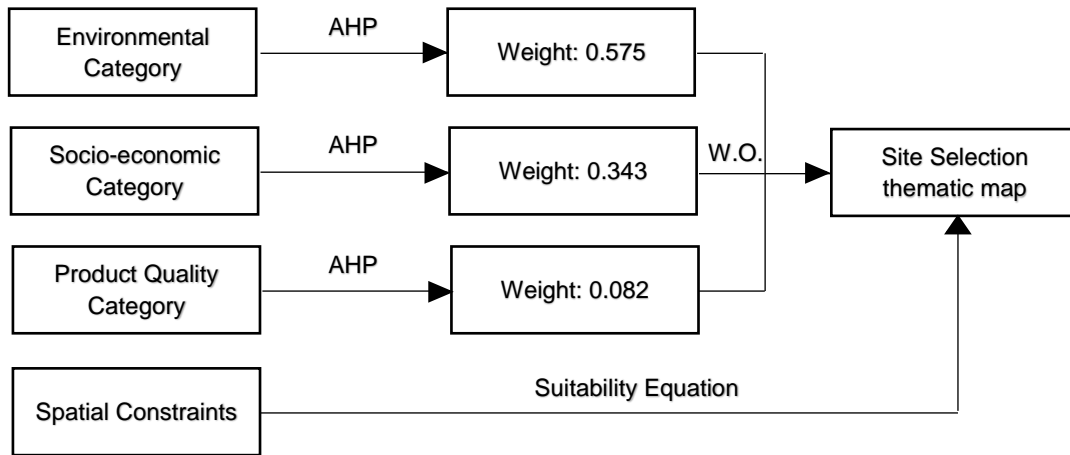 Environmental
Category
AHP
Weight: 0.575
Socio-economic
Category
AHP
Weight: 0.343
W.O.
Site Selection
thematic map
Product Quality
Category
AHP
Weight: 0.082
Spatial Constraints
Suitability Equation